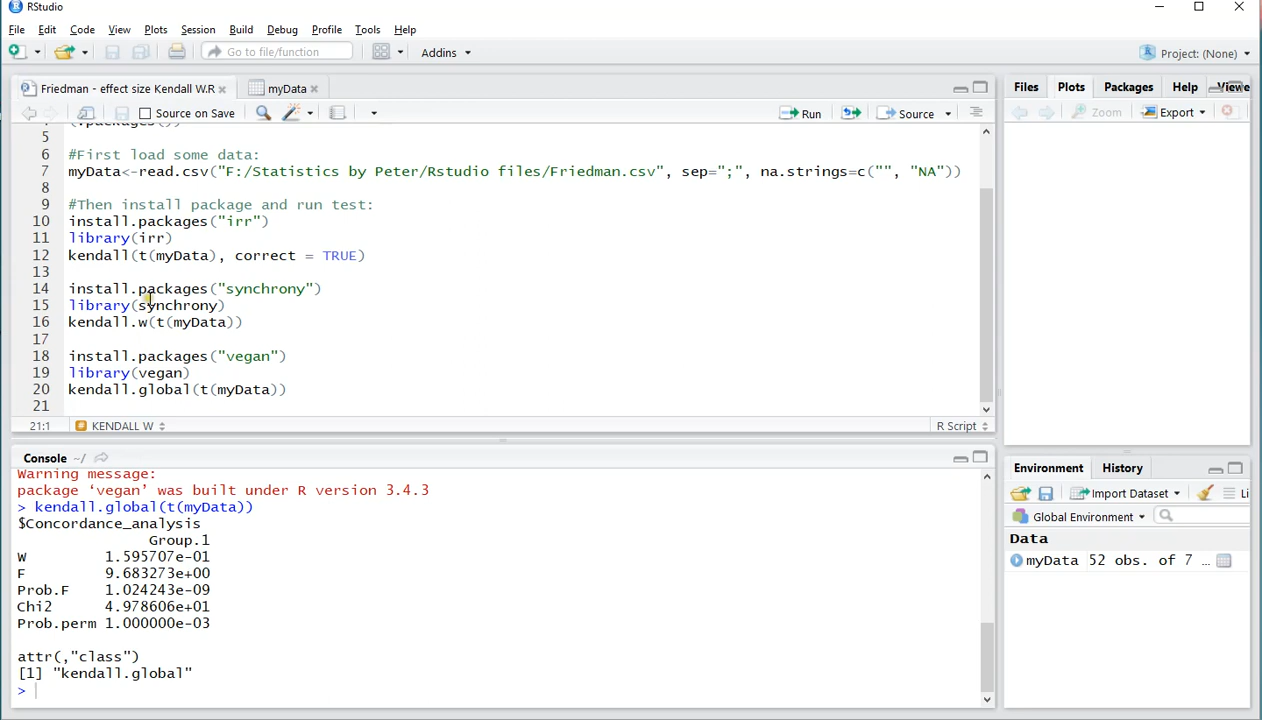 RStudio
File Edit Code View Plots Session Build Debug Profile Tools Help
Go to file/function Addins Project: (None)
Friedman - effect size Kendall W.R myData
Source on Save Run Source
5
6 #First load some data:
7 myData<-read.csv("F:/Statistics by Peter/Rstudio files/Friedman.csv", sep=";", na.strings=c("", "NA"))
8
9 #Then install package and run test:
10 install.packages("irr")
11 library(irr)
12 kendall(t(myData), correct = TRUE)
13
14 install.packages("synchrony")
15 library(synchrony)
16 kendall.w(t(myData))
17
18 install.packages("vegan")
19 library(vegan)
20 kendall.global(t(myData))
21
21:1 KENDALL W R Script
Console ~/
Warning message:
package ‘vegan’ was built under R version 3.4.3
> kendall.global(t(myData))
$Concordance_analysis
Group.1
W 1.595707e-01
F 9.683273e+00
Prob.F 1.024243e-09
Chi2 4.978606e+01
Prob.perm 1.000000e-03
attr(,"class")
[1] "kendall.global"
>
Files Plots Packages Help Viewe
Zoom Export
Environment History
Import Dataset Li
Global Environment
Data
myData 52 obs. of 7 ...